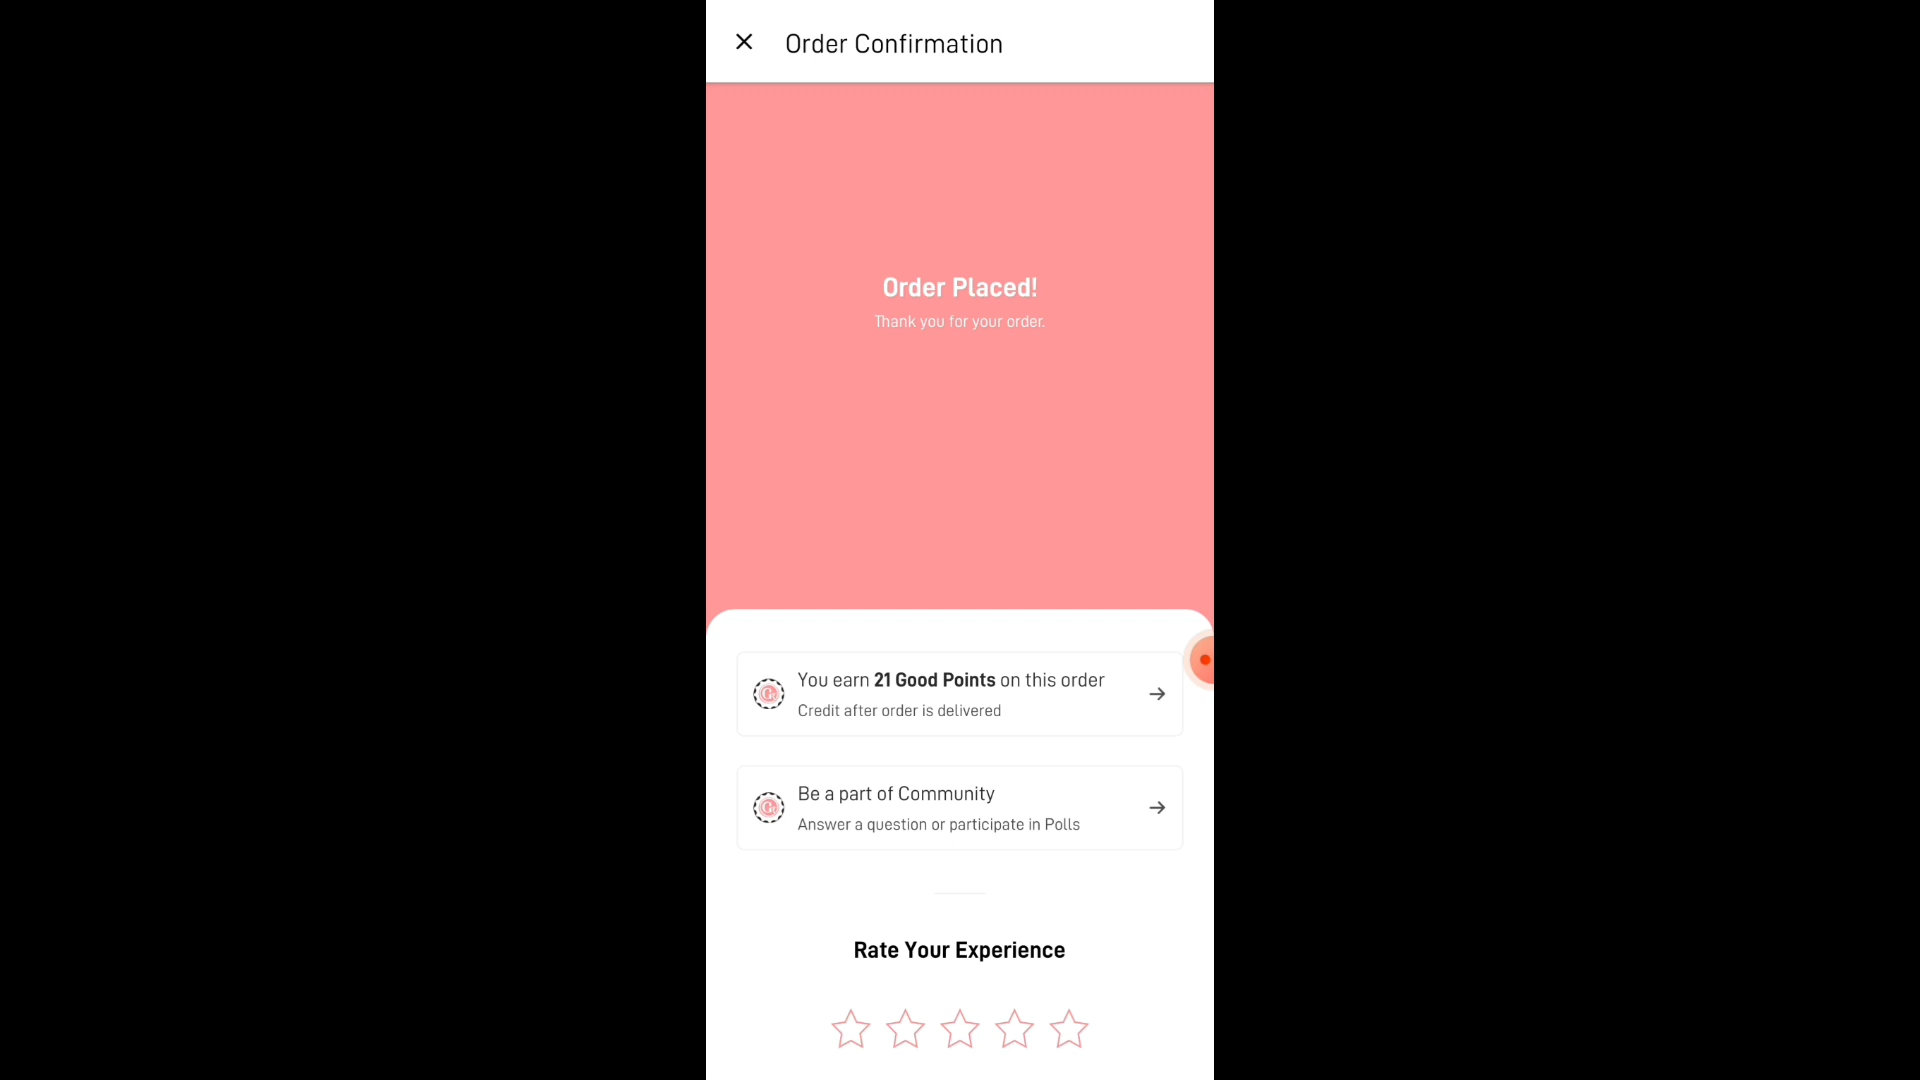 Order Confirmation
Order Placed!
Thank you for your order.
You earn 21 Good Points on this order
Credit after order is delivered
Be a part of Community
Answer a question or participate in Polls
Rate Your Experience